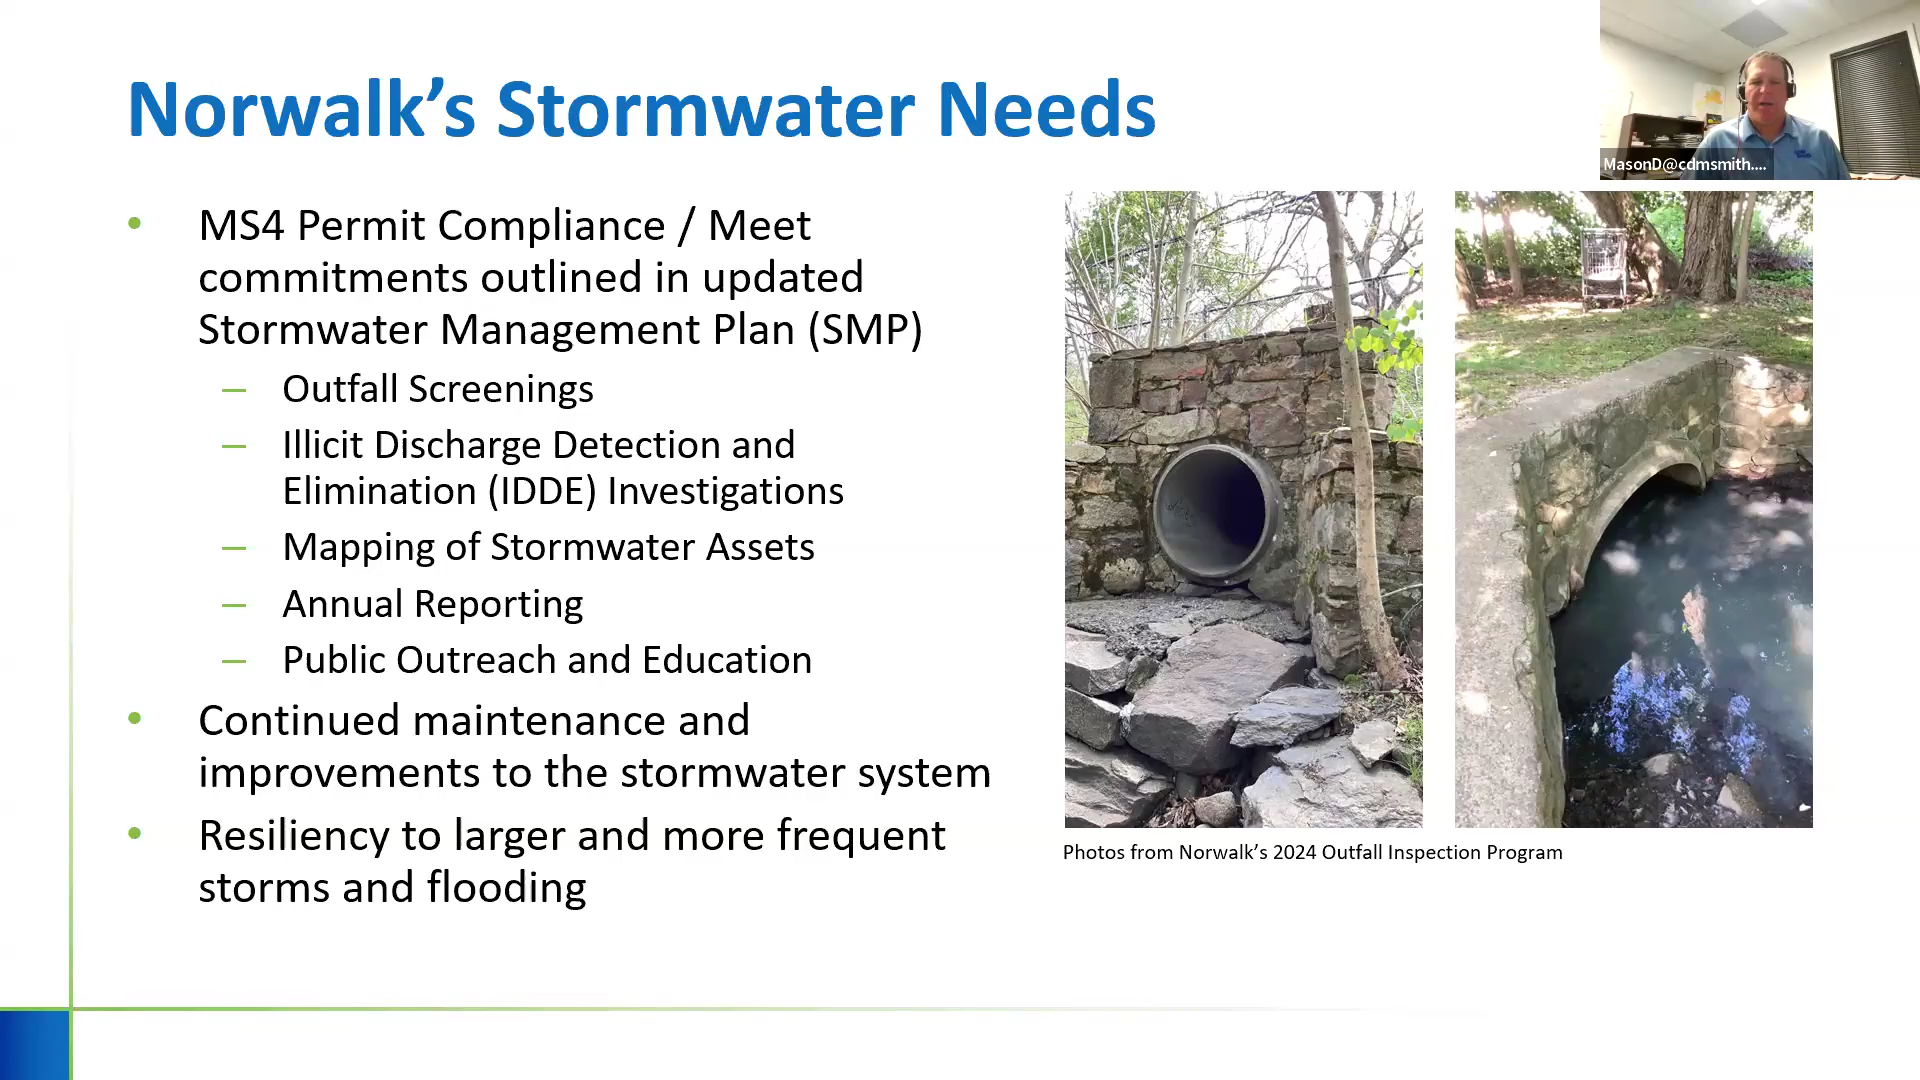 Norwalk’s Stormwater Needs
MasonD@cdmsmith....
• MS4 Permit Compliance / Meet
commitments outlined in updated
Stormwater Management Plan (SMP)
– Outfall Screenings
– Illicit Discharge Detection and
Elimination (IDDE) Investigations
– Mapping of Stormwater Assets
– Annual Reporting
– Public Outreach and Education
• Continued maintenance and
improvements to the stormwater system
• Resiliency to larger and more frequent
storms and flooding
Photos from Norwalk’s 2024 Outfall Inspection Program